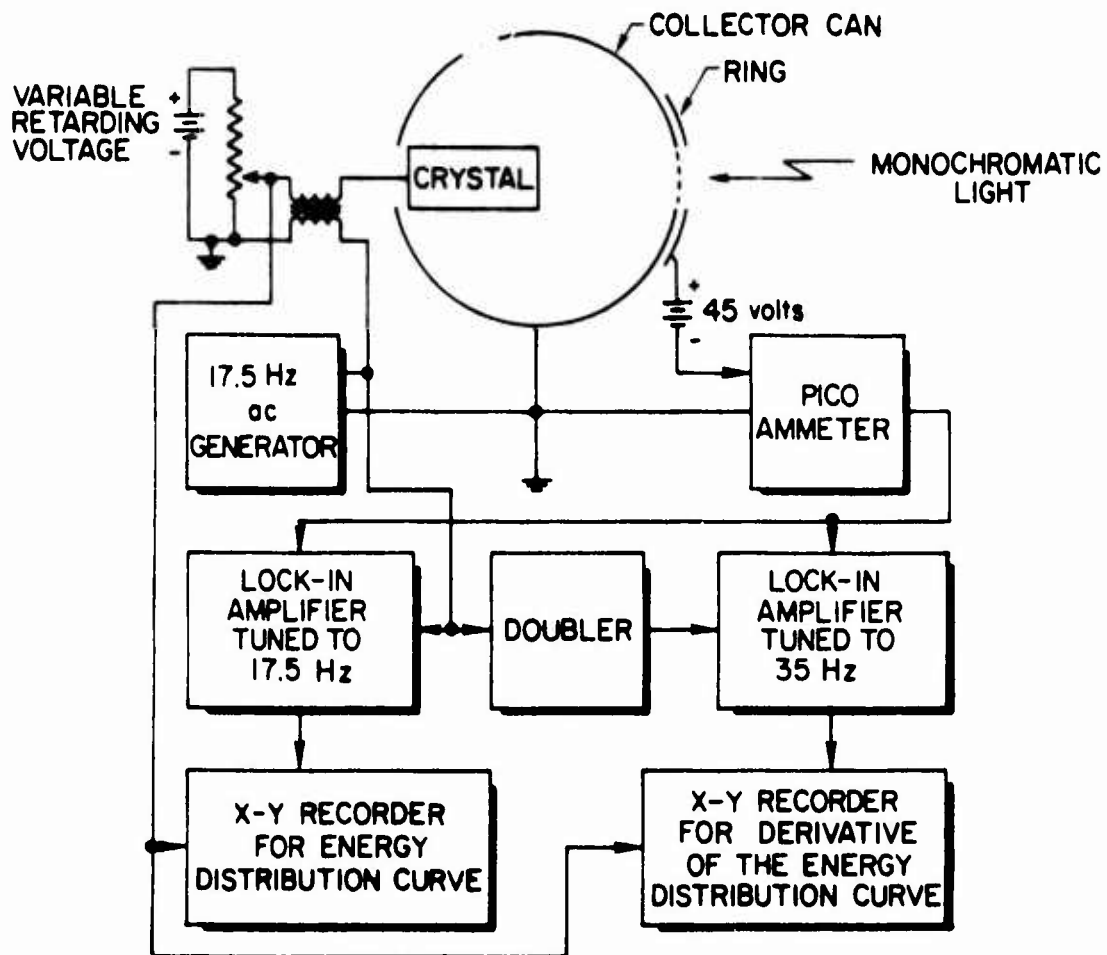 COLLECTOR CAN
RING
VARIABLE
RETARDING
VOLTAGE
+
-
CRYSTAL
MONOCHROMATIC
LIGHT
+
45 volts
-
17.5 Hz
ac
GENERATOR
PICO
AMMETER
LOCK-IN
AMPLIFIER
TUNED TO
17.5 Hz
DOUBLER
LOCK-IN
AMPLIFIER
TUNED TO
35 Hz
X-Y RECORDER
FOR ENERGY
DISTRIBUTION CURVE
X-Y RECORDER
FOR DERIVATIVE
OF THE ENERGY
DISTRIBUTION CURVE